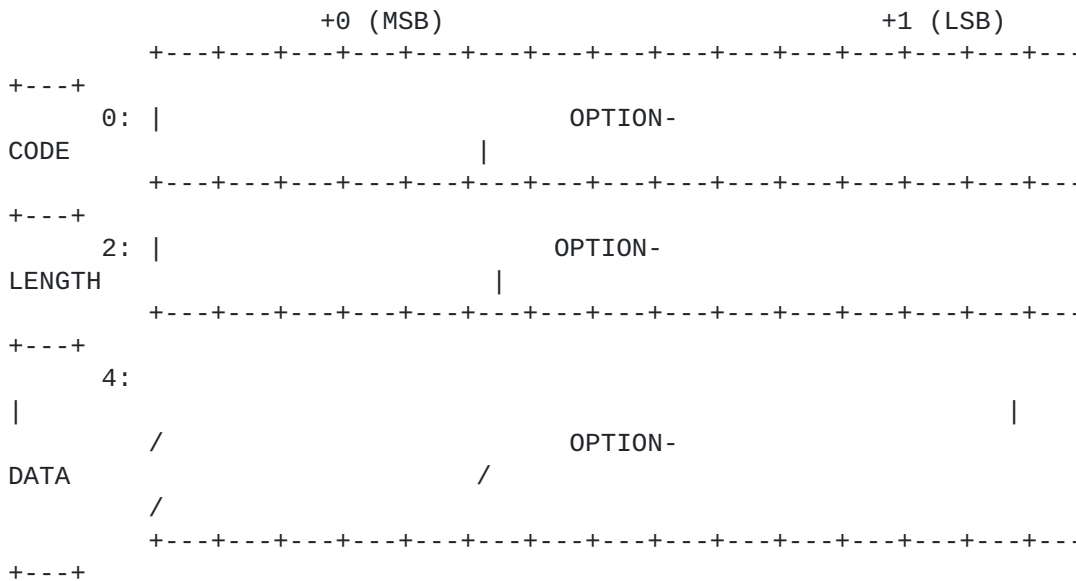 +0 (MSB)                            +1 (LSB)
+---+---+---+---+---+---+---+---+---+---+---+---+---+---+---
+---+
0: |                          OPTION-
CODE                          |
+---+---+---+---+---+---+---+---+---+---+---+---+---+---+---
+---+
2: |                         OPTION-
LENGTH                         |
+---+---+---+---+---+---+---+---+---+---+---+---+---+---+---
+---+
4:
|                                                               |
/                          OPTION-
DATA                          /
/
+---+---+---+---+---+---+---+---+---+---+---+---+---+---+---
+---+